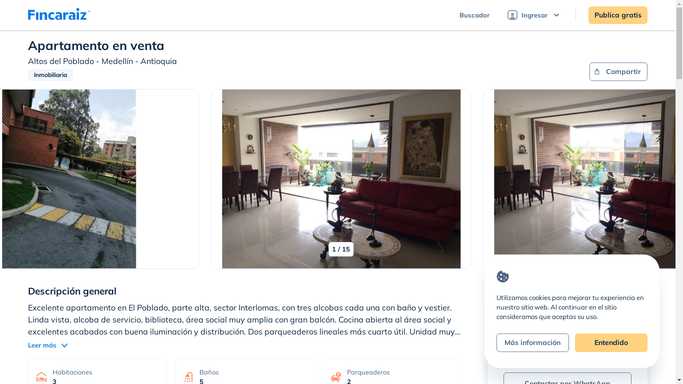 Fincaraiz
Buscador
Ingresar
Publica gratis
Apartamento en venta
Altos del Poblado - Medellín - Antioquia
Inmobiliaria
Compartir
1 / 15
Descripción general
Excelente apartamento en El Poblado, parte alta, sector Interlomas, con tres alcobas cada una con baño y vestier.
Linda vista, alcoba de servicio, biblioteca, área social muy amplia con gran balcón. Cocina abierta al área social y
excelentes acabados con buena iluminación y distribución. Dos parqueaderos lineales más cuarto útil. Unidad muy...
Leer más
Habitaciones
3
Baños
5
Parqueaderos
2
Utilizamos cookies para mejorar tu experiencia en
nuestro sitio web. Al continuar en el sitio
consideramos que aceptas su uso.
Más información
Entendido
Contactar por WhatsApp